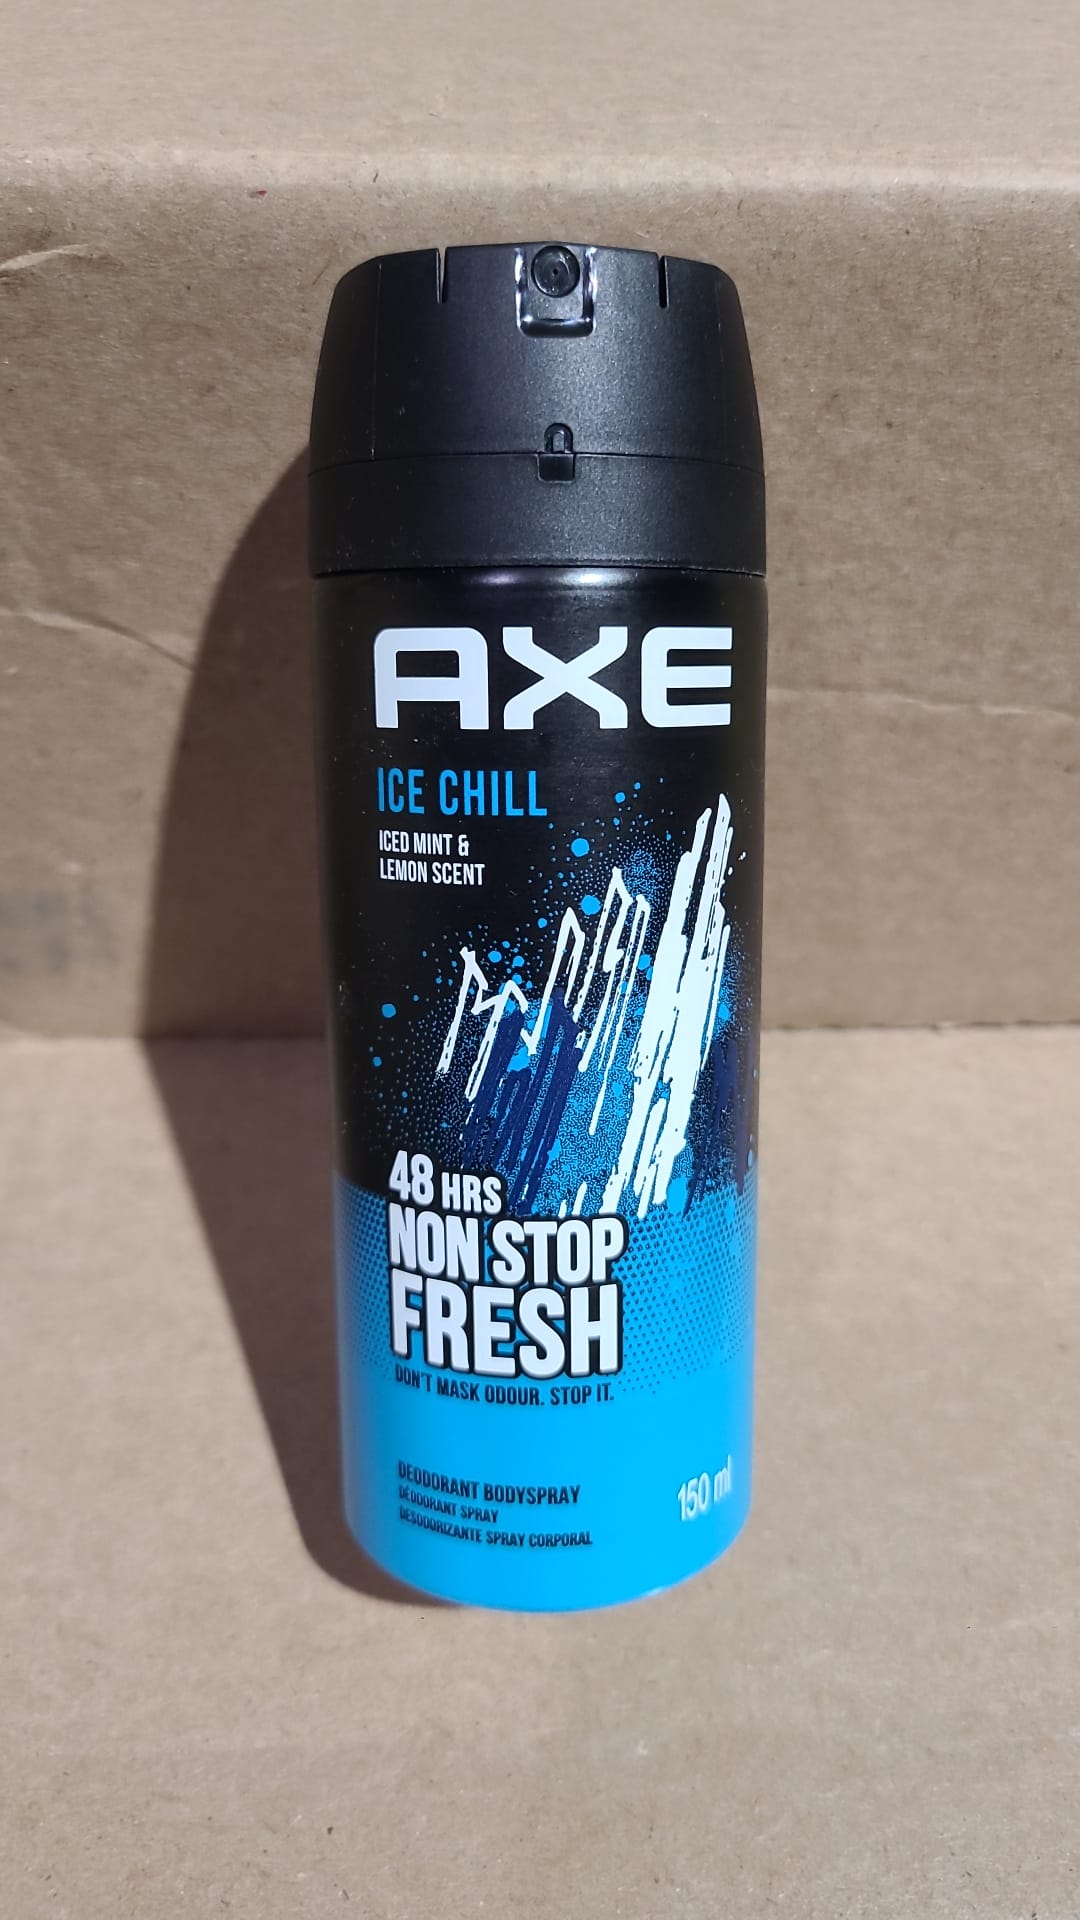 AXE
ICE CHILL
ICED MINT &
LEMON SCENT
48 HRS
NON STOP
FRESH
DON'T MASK ODOUR. STOP IT.
DEODORANT BODYSPRAY
DÉODORANT SPRAY
DESODORIZANTE SPRAY CORPORAL
150 ml